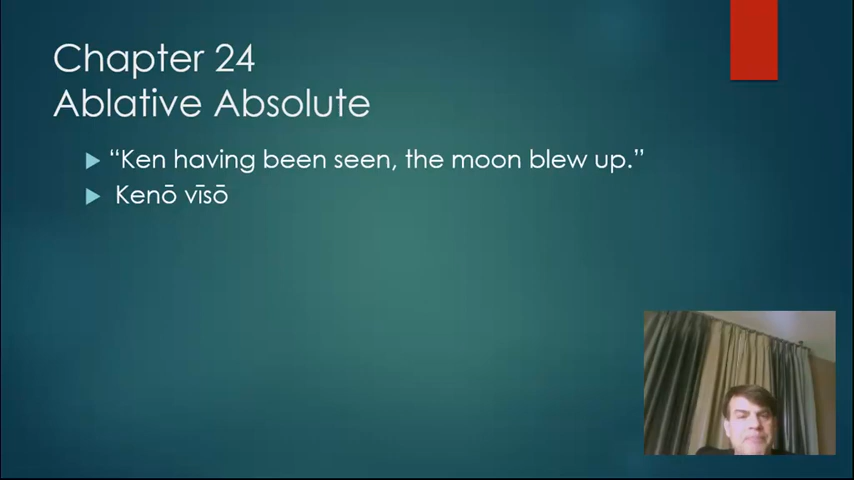 Chapter 24
Ablative Absolute
“Ken having been seen, the moon blew up.”
Kenō vīsō